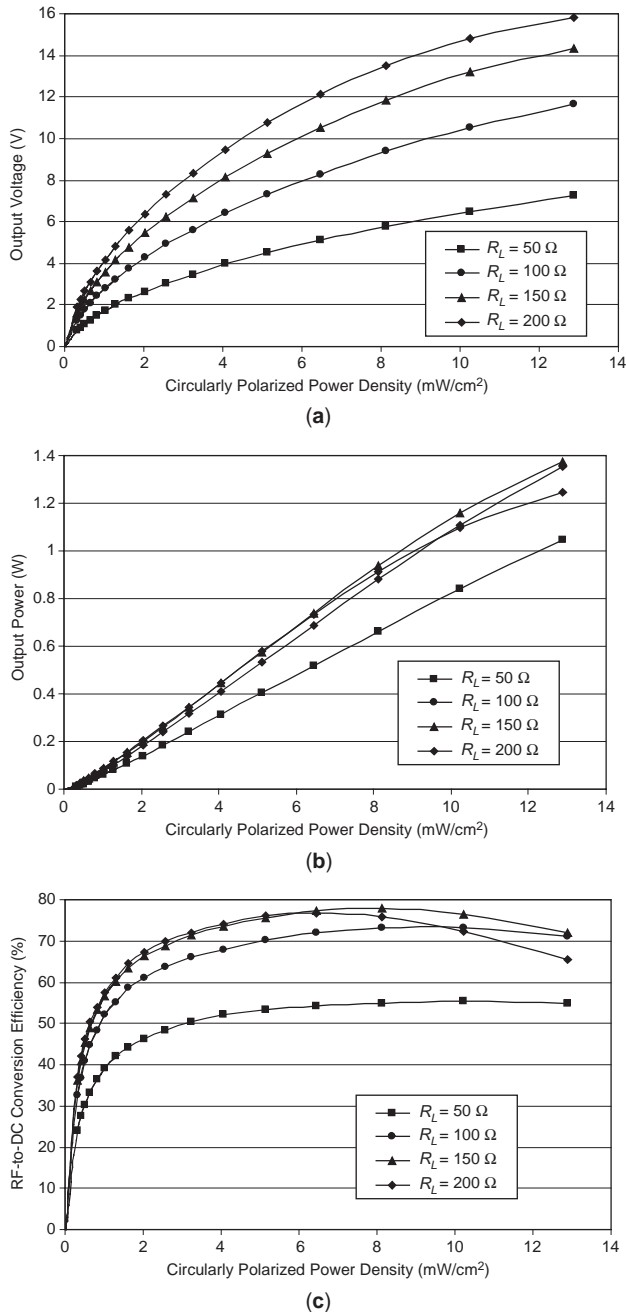 16
14
12
10
8
6
4
2
0
Output Voltage (V)
R_L = 50 Ω
R_L = 100 Ω
R_L = 150 Ω
R_L = 200 Ω
0 2 4 6 8 10 12 14
Circularly Polarized Power Density (mW/cm²)
(a)
1.4
1.2
1
0.8
0.6
0.4
0.2
0
Output Power (W)
R_L = 50 Ω
R_L = 100 Ω
R_L = 150 Ω
R_L = 200 Ω
0 2 4 6 8 10 12 14
Circularly Polarized Power Density (mW/cm²)
(b)
80
70
60
50
40
30
20
10
0
RF-to-DC Conversion Efficiency (%)
R_L = 50 Ω
R_L = 100 Ω
R_L = 150 Ω
R_L = 200 Ω
0 2 4 6 8 10 12 14
Circularly Polarized Power Density (mW/cm²)
(c)